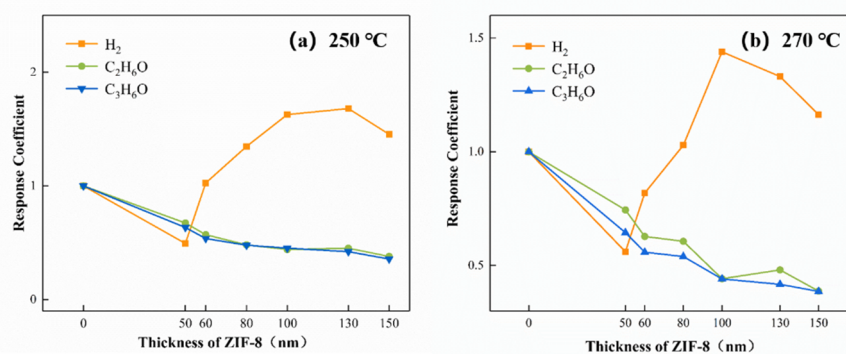 (a) 250 ℃
H₂
C₂H₆O
C₃H₆O
Response Coefficient
2
1
0
0 50 60 80 100 130 150
Thickness of ZIF-8（nm）
(b) 270 ℃
H₂
C₂H₆O
C₃H₆O
Response Coefficient
1.5
1.0
0.5
0 50 60 80 100 130 150
Thickness of ZIF-8（nm）